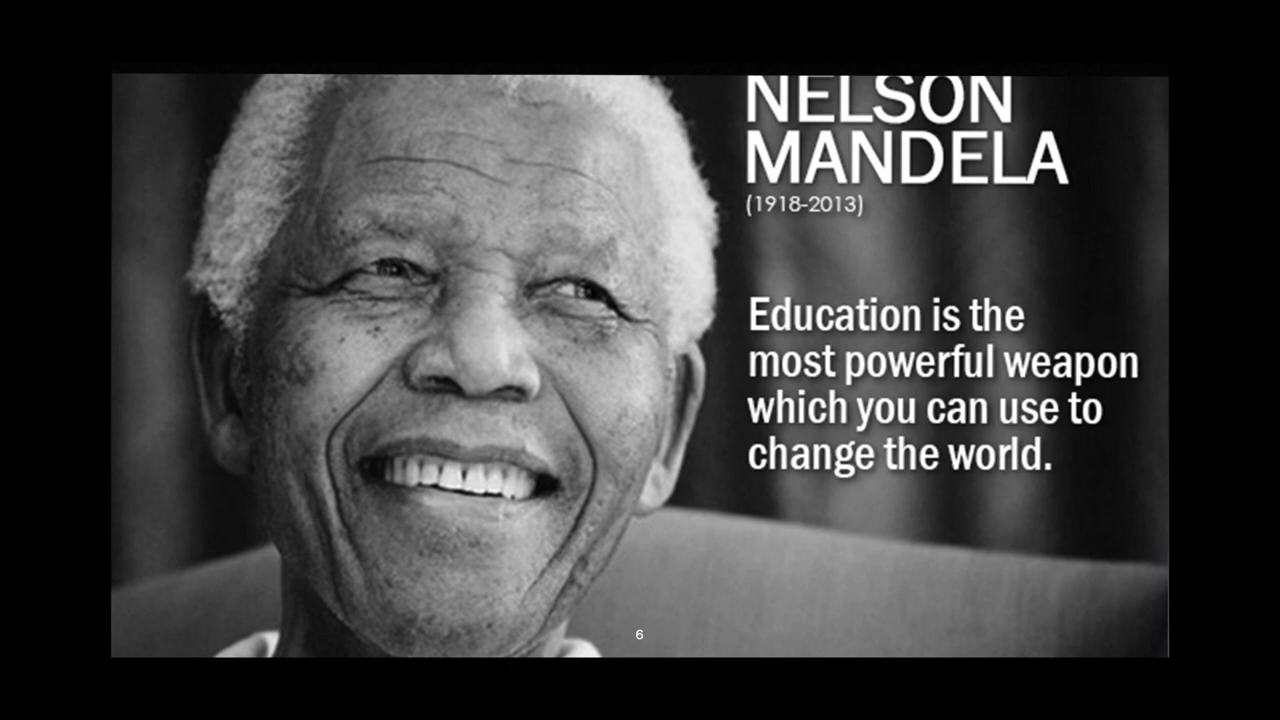 NELSON
MANDELA
(1918-2013)
Education is the
most powerful weapon
which you can use to
change the world.
6